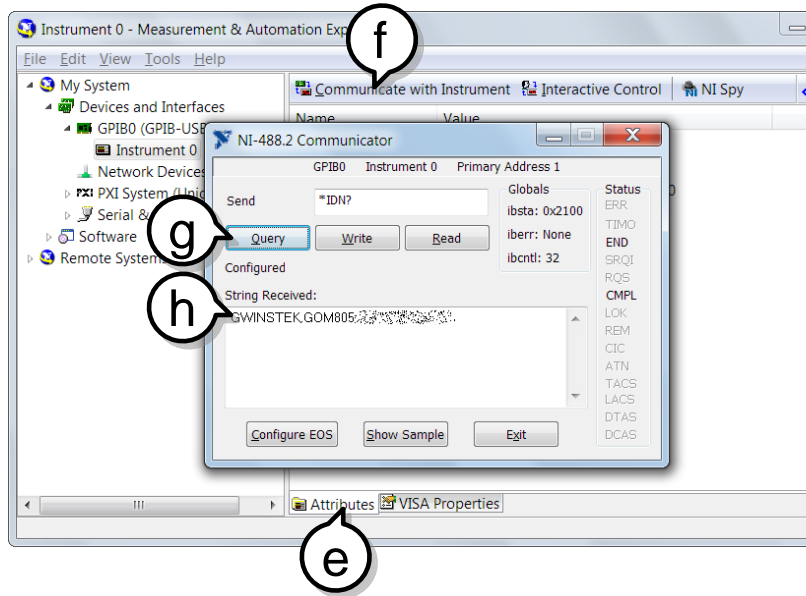 Instrument 0 - Measurement & Automation Exp
f
File Edit View Tools Help
My System
Devices and Interfaces
GPIB0 (GPIB-USB
Instrument 0
Network Devices
PXI System
Serial &
Software
Remote Systems
Communicate with Instrument Interactive Control NI Spy
Name Value
NI-488.2 Communicator
GPIB0 Instrument 0 Primary Address 1
Send *IDN?
g
Query Write Read
Configured
h
String Received:
GWINSTEK,GOM805
Globals
ibsta: 0x2100
iberr: None
ibcntl: 32
Status
ERR
TIMO
END
SRQI
RQS
CMPL
LOK
REM
CIC
ATN
TACS
LACS
DTAS
DCAS
Configure EOS Show Sample Exit
0
Attributes VISA Properties
e